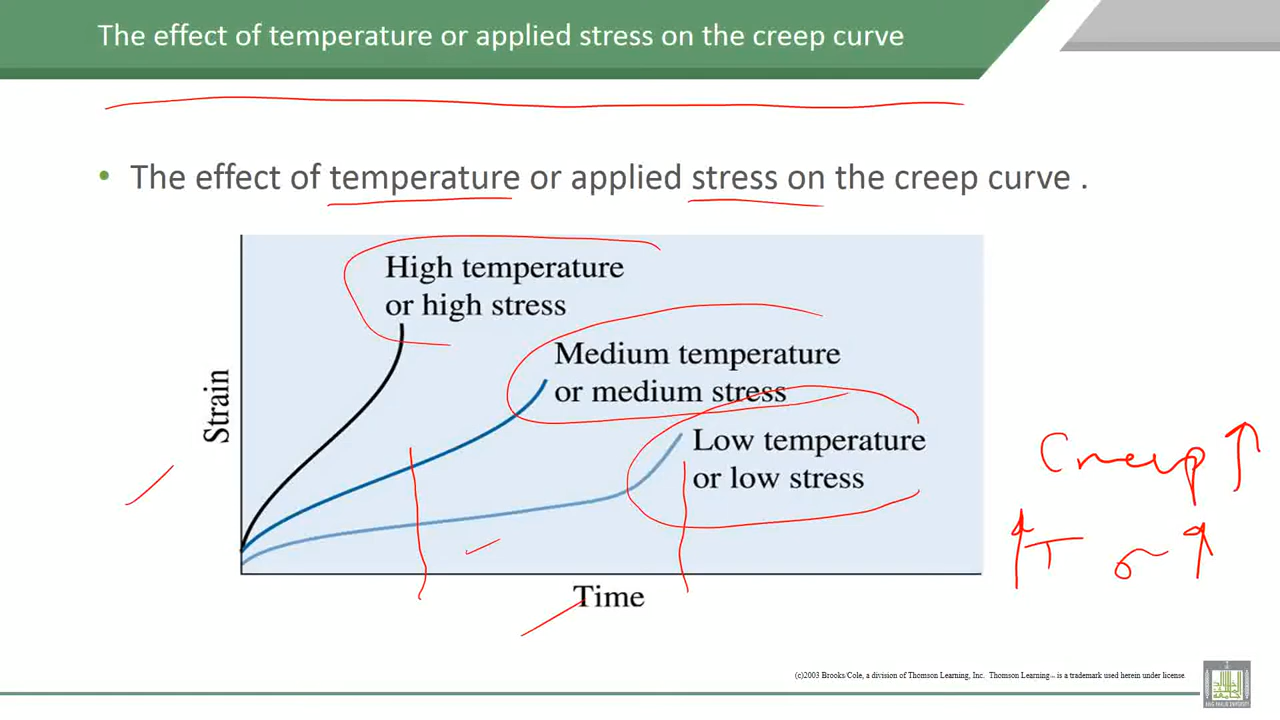 The effect of temperature or applied stress on the creep curve
• The effect of temperature or applied stress on the creep curve .
High temperature
or high stress
Medium temperature
or medium stress
Low temperature
or low stress
Strain
Time
Creep ↑
↑T σ ↑
(c)2003 Brooks/Cole, a division of Thomson Learning, Inc. Thomson Learning™ is a trademark used herein under license.